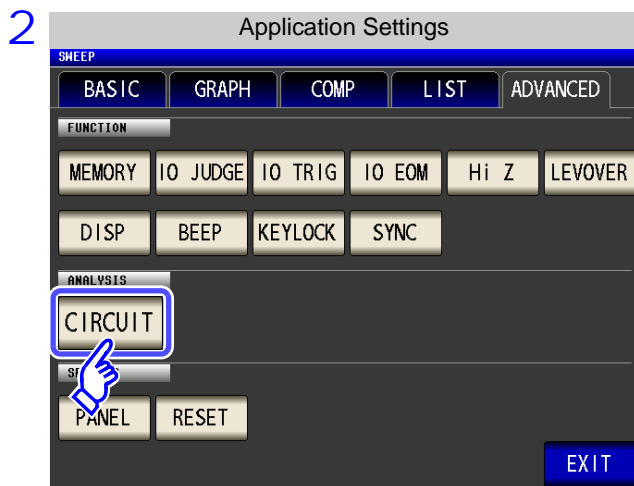 2
Application Settings
SWEEP
BASIC GRAPH COMP LIST ADVANCED
FUNCTION
MEMORY IO JUDGE IO TRIG IO EOM Hi Z LEVOVER
DISP BEEP KEYLOCK SYNC
ANALYSIS
CIRCUIT
PANEL RESET
EXIT